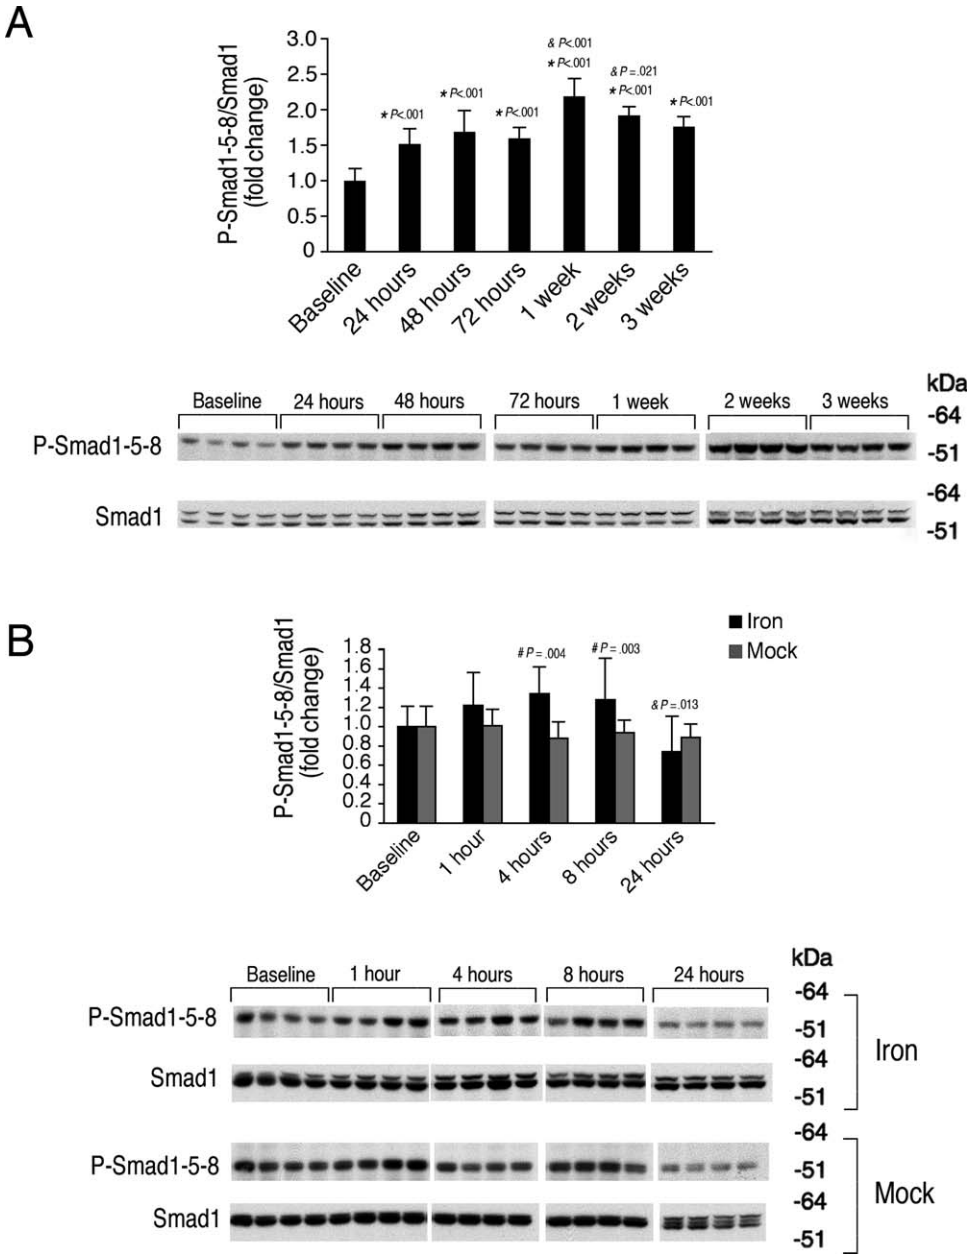 A
P-Smad1-5-8/Smad1
(fold change)
3.0
2.5
2.0
1.5
1.0
0.5
0
* P<.001
* P<.001
* P<.001
& P<.001
* P<.001
& P=.021
* P<.001
* P<.001
Baseline
24 hours
48 hours
72 hours
1 week
2 weeks
3 weeks
kDa
Baseline 24 hours 48 hours 72 hours 1 week 2 weeks 3 weeks
-64
P-Smad1-5-8
-51
-64
Smad1
-51
B
P-Smad1-5-8/Smad1
(fold change)
1.8
1.6
1.4
1.2
1.0
0.8
0.6
0.4
0.2
0
# P=.004
# P=.003
& P=.013
Iron
Mock
Baseline
1 hour
4 hours
8 hours
24 hours
kDa
Baseline 1 hour 4 hours 8 hours 24 hours
-64
P-Smad1-5-8
-51
-64
Smad1
-51
Iron
-64
P-Smad1-5-8
-51
-64
Smad1
-51
Mock